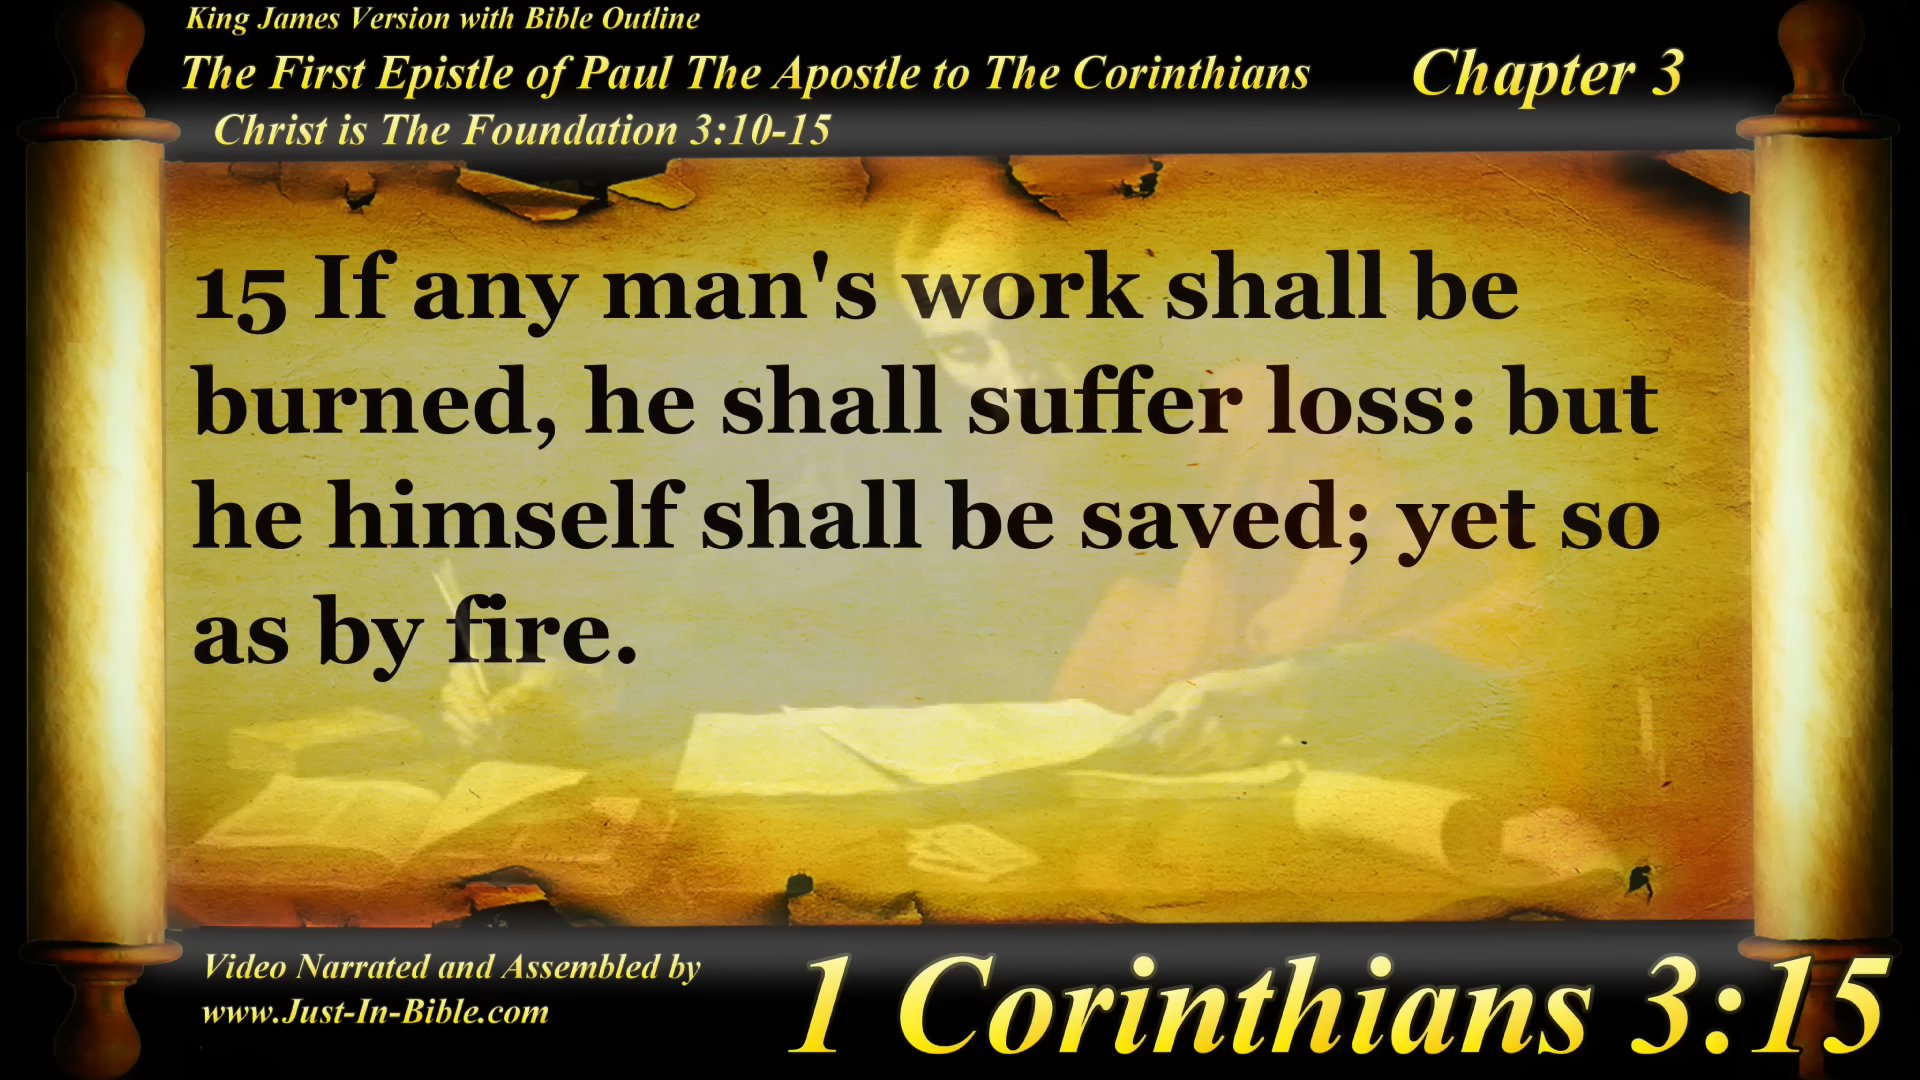 King James Version with Bible Outline
The First Epistle of Paul The Apostle to The Corinthians
Chapter 3
Christ is The Foundation 3:10-15
15 If any man's work shall be
burned, he shall suffer loss: but
he himself shall be saved; yet so
as by fire.
Video Narrated and Assembled by
www.Just-In-Bible.com
1 Corinthians 3:15